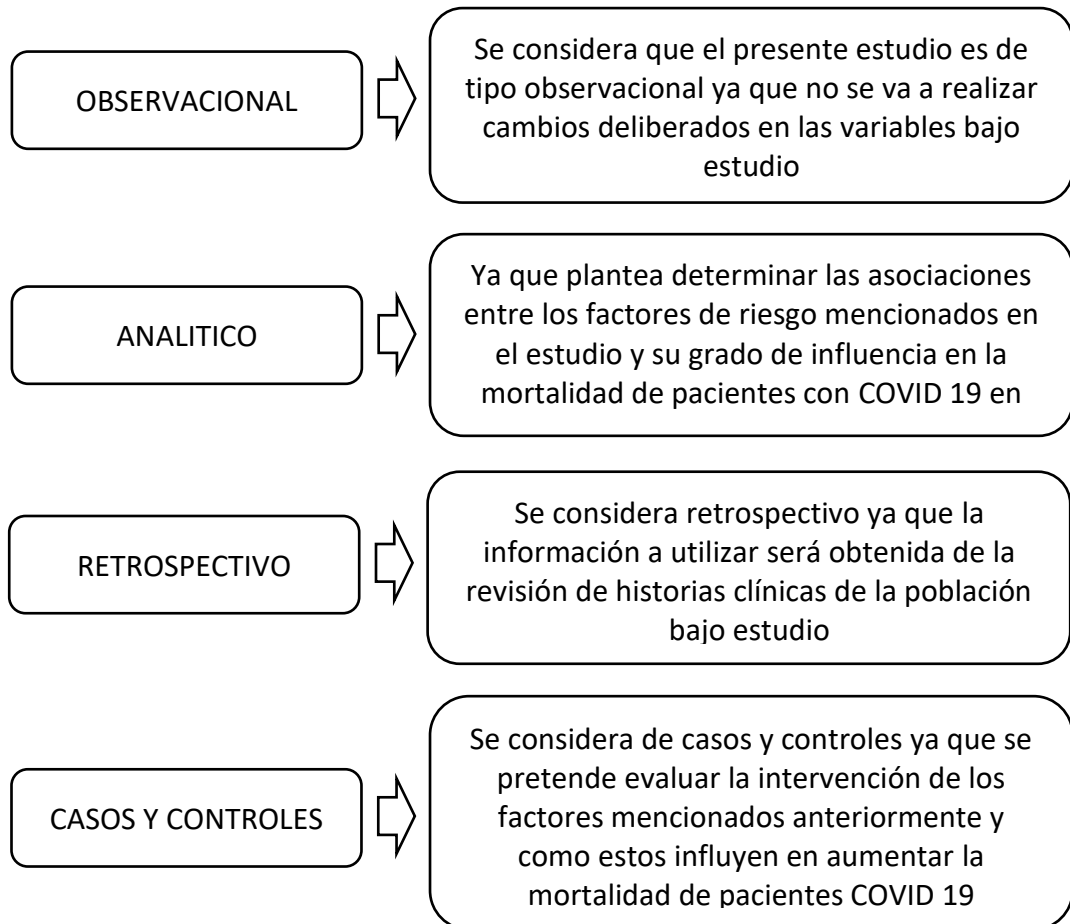 OBSERVACIONAL
Se considera que el presente estudio es de
tipo observacional ya que no se va a realizar
cambios deliberados en las variables bajo
estudio
ANALITICO
Ya que plantea determinar las asociaciones
entre los factores de riesgo mencionados en
el estudio y su grado de influencia en la
mortalidad de pacientes con COVID 19 en
RETROSPECTIVO
Se considera retrospectivo ya que la
información a utilizar será obtenida de la
revisión de historias clínicas de la población
bajo estudio
CASOS Y CONTROLES
Se considera de casos y controles ya que se
pretende evaluar la intervención de los
factores mencionados anteriormente y
como estos influyen en aumentar la
mortalidad de pacientes COVID 19